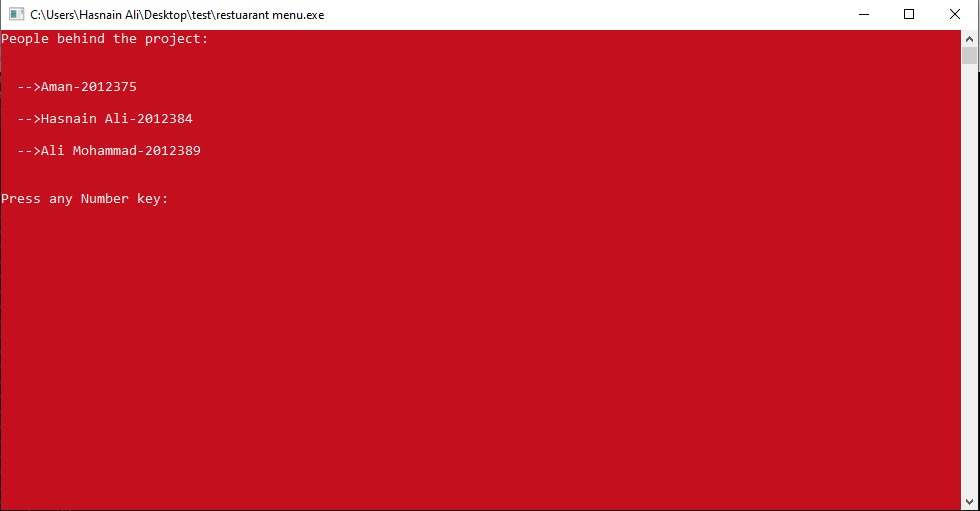 C:\Users\Hasnain Ali\Desktop\test\restuarant menu.exe
People behind the project:
-->Aman-2012375
-->Hasnain Ali-2012384
-->Ali Mohammad-2012389
Press any Number key: